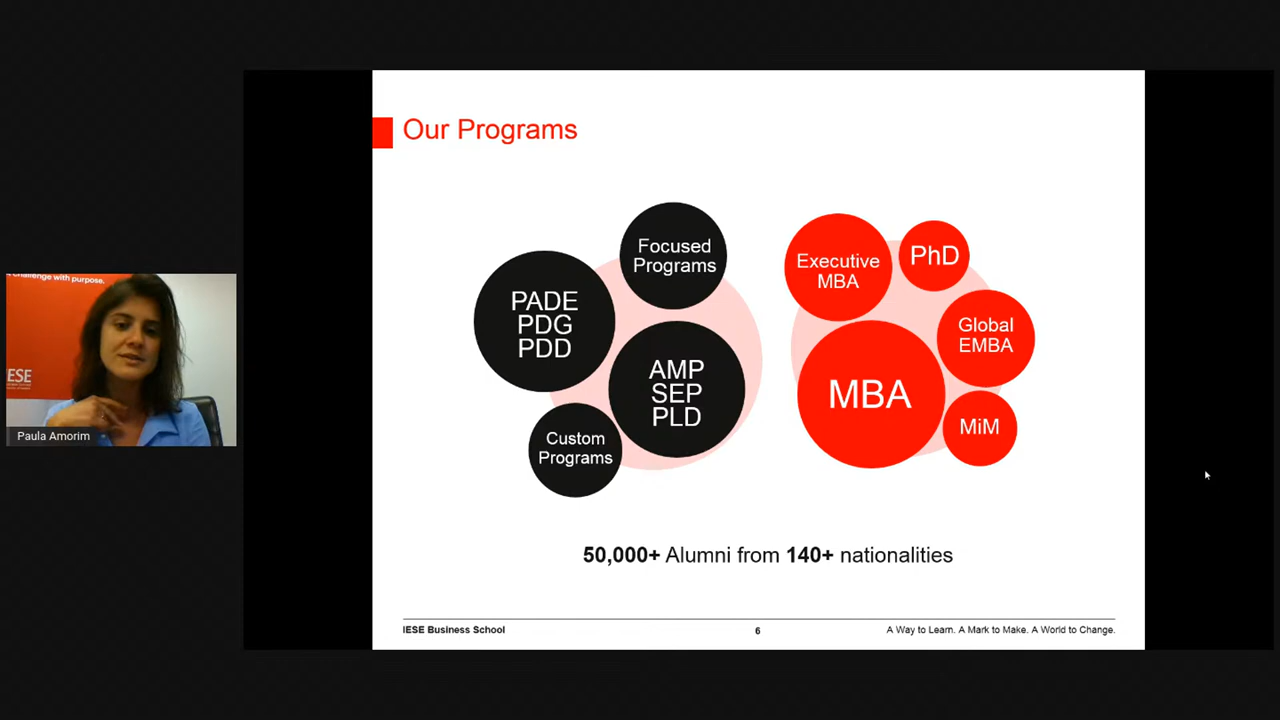 Our Programs
Focused
Programs
PADE
PDG
PDD
AMP
SEP
PLD
Custom
Programs
Executive
MBA
PhD
Global
EMBA
MBA
MiM
50,000+ Alumni from 140+ nationalities
IESE Business School
6
A Way to Learn. A Mark to Make. A World to Change.
challenge with purpose.
IESE
Paula Amorim